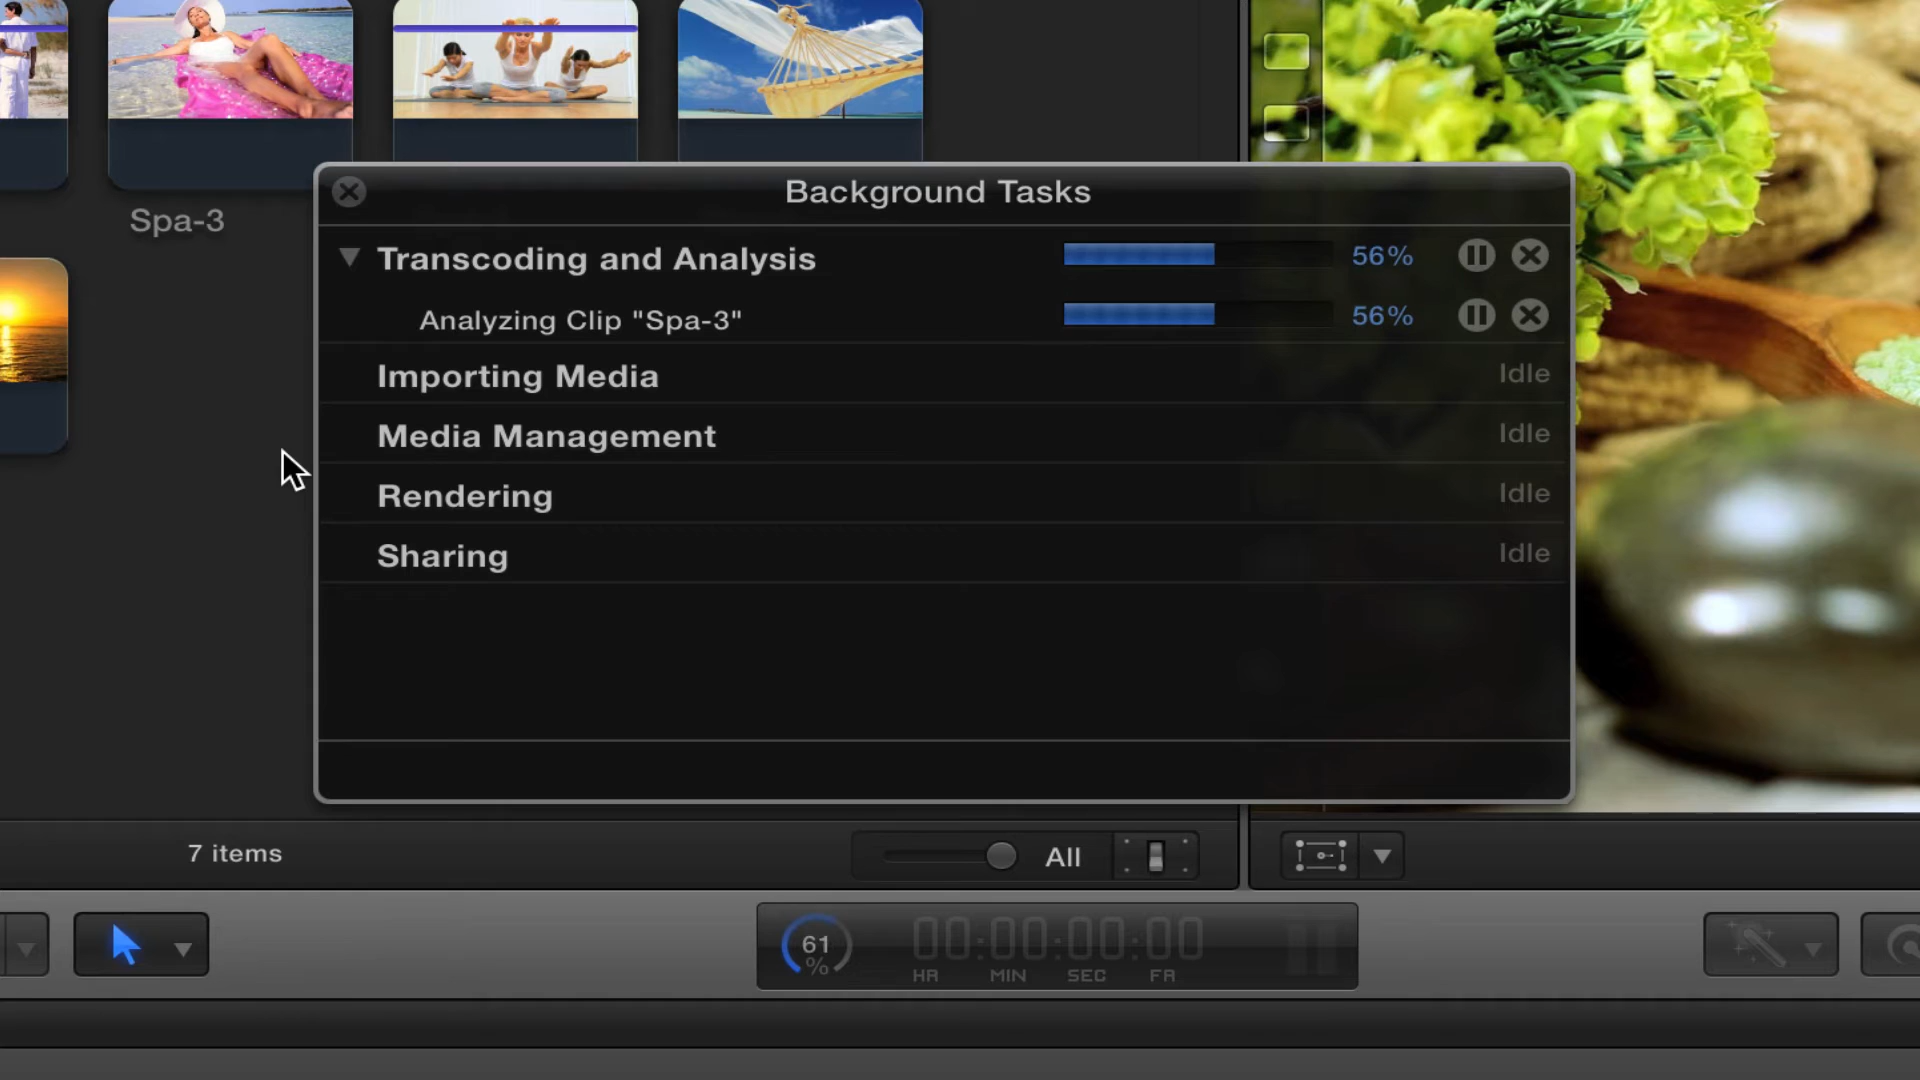 Spa-3
Background Tasks
Transcoding and Analysis 56%
Analyzing Clip "Spa-3" 56%
Importing Media Idle
Media Management Idle
Rendering Idle
Sharing Idle
7 items
All
61
%
00:00:00:00
HR MIN SEC FR